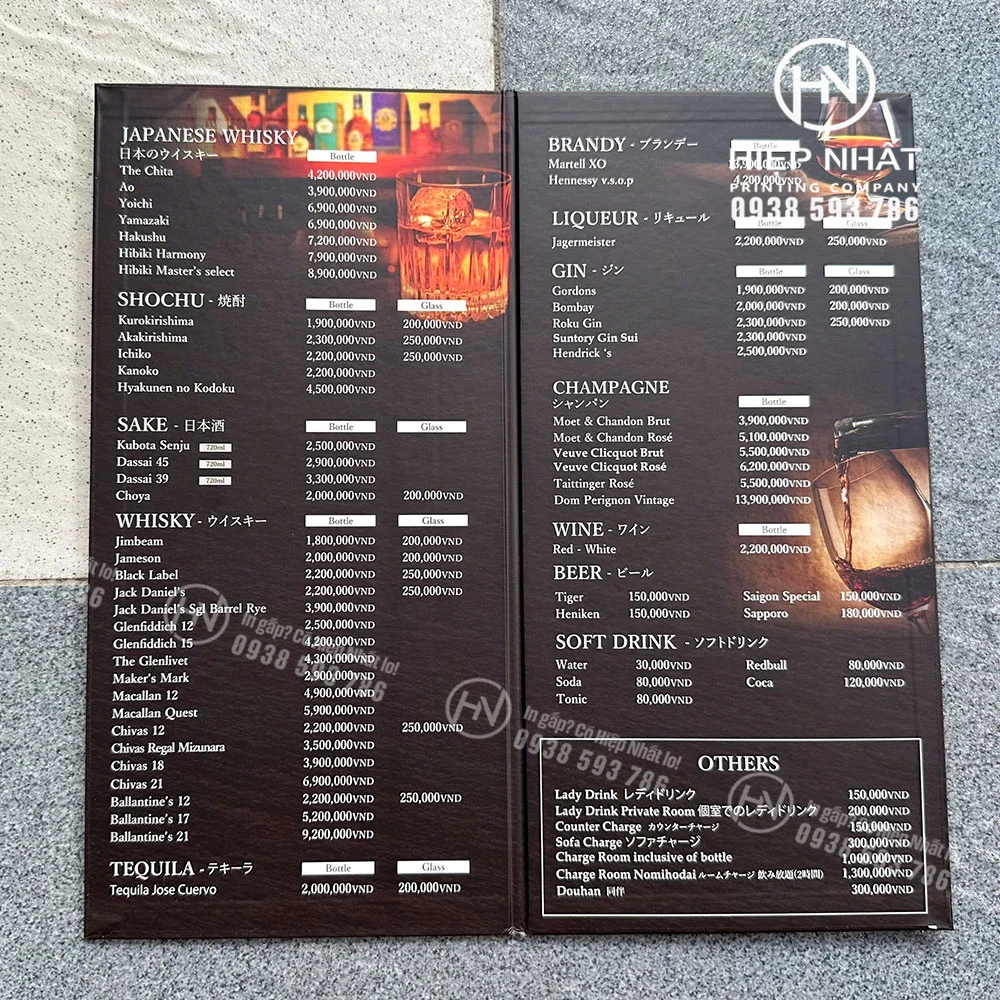 JAPANESE WHISKY
日本のウイスキー Bottle
The Chita 4,200,000VND
Ao 3,900,000VND
Yoichi 6,900,000VND
Yamazaki 6,900,000VND
Hakushu 7,200,000VND
Hibiki Harmony 7,900,000VND
Hibiki Master's select 8,900,000VND
SHOCHU - 焼酎 Bottle Glass
Kurokirishima 1,900,000VND 200,000VND
Akakirishima 2,300,000VND 250,000VND
Ichiko 2,200,000VND 250,000VND
Kanoko 2,200,000VND
Hyakunen no Kodoku 4,500,000VND
SAKE - 日本酒 Bottle Glass
Kubota Senju 720ml 2,500,000VND
Dassai 45 720ml 2,900,000VND
Dassai 39 720ml 3,300,000VND
Choya 2,000,000VND 200,000VND
WHISKY - ウイスキー Bottle Glass
Jimbeam 1,800,000VND 200,000VND
Jameson 2,000,000VND 200,000VND
Black Label 2,200,000VND 250,000VND
Jack Daniel's 2,200,000VND 250,000VND
Jack Daniel's Sgl Barrel Rye 3,900,000VND
Glenfiddich 12 2,500,000VND
Glenfiddich 15 4,200,000VND
The Glenlivet 4,300,000VND
Maker's Mark 2,900,000VND
Macallan 12 4,900,000VND
Macallan Quest 5,900,000VND
Chivas 12 2,200,000VND 250,000VND
Chivas Regal Mizunara 3,500,000VND
Chivas 18 3,900,000VND
Chivas 21 6,900,000VND
Ballantine's 12 2,200,000VND 250,000VND
Ballantine's 17 5,200,000VND
Ballantine's 21 9,200,000VND
TEQUILA - テキーラ Bottle Glass
Tequila Jose Cuervo 2,000,000VND 200,000VND
BRANDY - ブランデー
Martell XO 13,900,000VND
Hennessy v.s.o.p 4,200,000VND
LIQUEUR - リキュール Bottle Glass
Jagermeister 2,200,000VND 250,000VND
GIN - ジン Bottle Glass
Gordons 1,900,000VND 200,000VND
Bombay 2,000,000VND 200,000VND
Roku Gin 2,300,000VND 250,000VND
Suntory Gin Sui 2,300,000VND
Hendrick 's 2,500,000VND
CHAMPAGNE
シャンパン Bottle
Moet & Chandon Brut 3,900,000VND
Moet & Chandon Rosé 5,100,000VND
Veuve Clicquot Brut 5,500,000VND
Veuve Clicquot Rosé 6,200,000VND
Taittinger Rosé 5,500,000VND
Dom Perignon Vintage 13,900,000VND
WINE - ワイン Bottle
Red - White 2,200,000VND
BEER - ビール
Tiger 150,000VND Saigon Special 150,000VND
Heniken 150,000VND Sapporo 180,000VND
SOFT DRINK - ソフトドリンク
Water 30,000VND Redbull 80,000VND
Soda 80,000VND Coca 120,000VND
Tonic 80,000VND
OTHERS
Lady Drink レディドリンク 150,000VND
Lady Drink Private Room 個室でのレディドリンク 200,000VND
Counter Charge カウンターチャージ 150,000VND
Sofa Charge ソファチャージ 300,000VND
Charge Room inclusive of bottle 1,000,000VND
Charge Room Nomihodai ルームチャージ 飲み放題(2時間) 1,300,000VND
Douhan 同伴 300,000VND
HN
HIỆP NHẤT
PRINTING COMPANY
0938 593 786
HN In gấp? Có Hiệp Nhất lo!
0938 593 786
HN In gấp? Có Hiệp Nhất lo!
0938 593 786